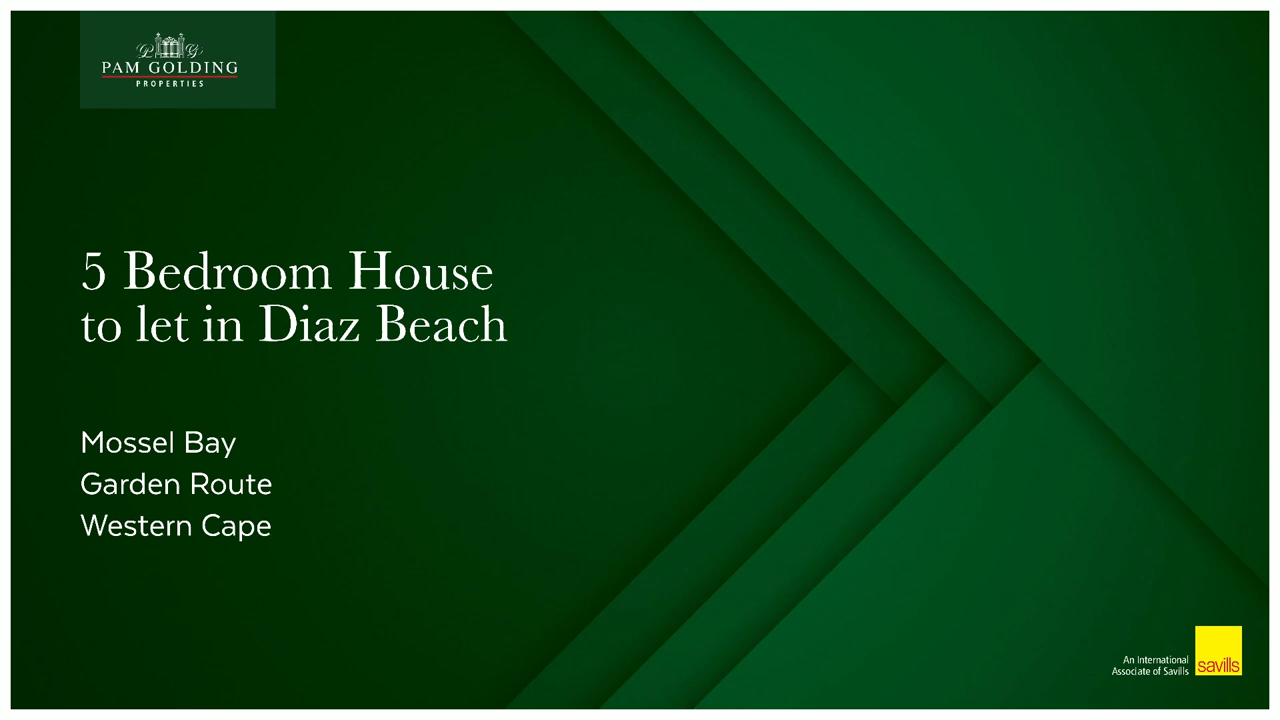 PAM GOLDING
PROPERTIES
5 Bedroom House
to let in Diaz Beach
Mossel Bay
Garden Route
Western Cape
An International
Associate of Savills
savills